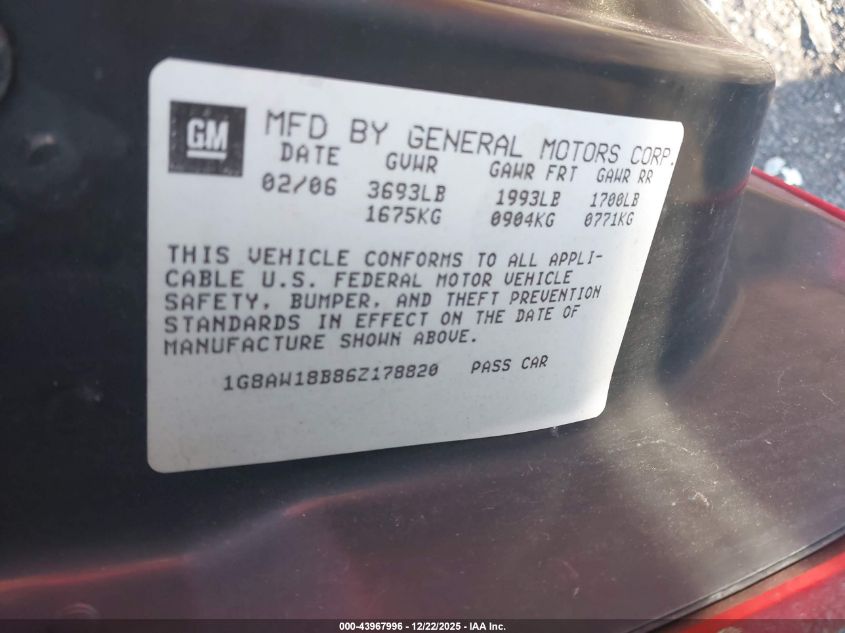 GM MFD BY GENERAL MOTORS CORP.
DATE GVWR GAWR FRT GAWR RR
02/06 3693LB 1993LB 1700LB
1675KG 0904KG 0771KG
THIS VEHICLE CONFORMS TO ALL APPLI-
CABLE U.S. FEDERAL MOTOR VEHICLE
SAFETY, BUMPER, AND THEFT PREVENTION
STANDARDS IN EFFECT ON THE DATE OF
MANUFACTURE SHOWN ABOVE.
1G8AW18B86Z178820 PASS CAR
000-43967996 - 12/22/2025 - IAA Inc.